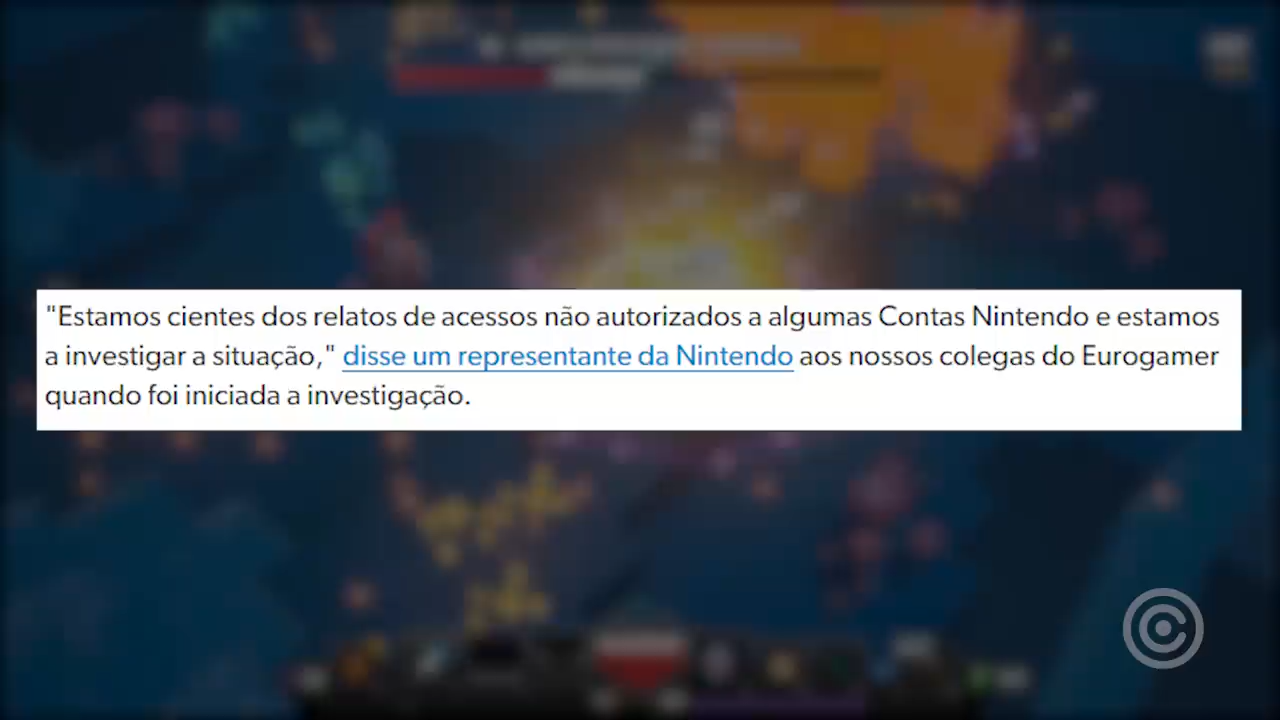 "Estamos cientes dos relatos de acessos não autorizados a algumas Contas Nintendo e estamos
a investigar a situação," disse um representante da Nintendo aos nossos colegas do Eurogamer
quando foi iniciada a investigação.